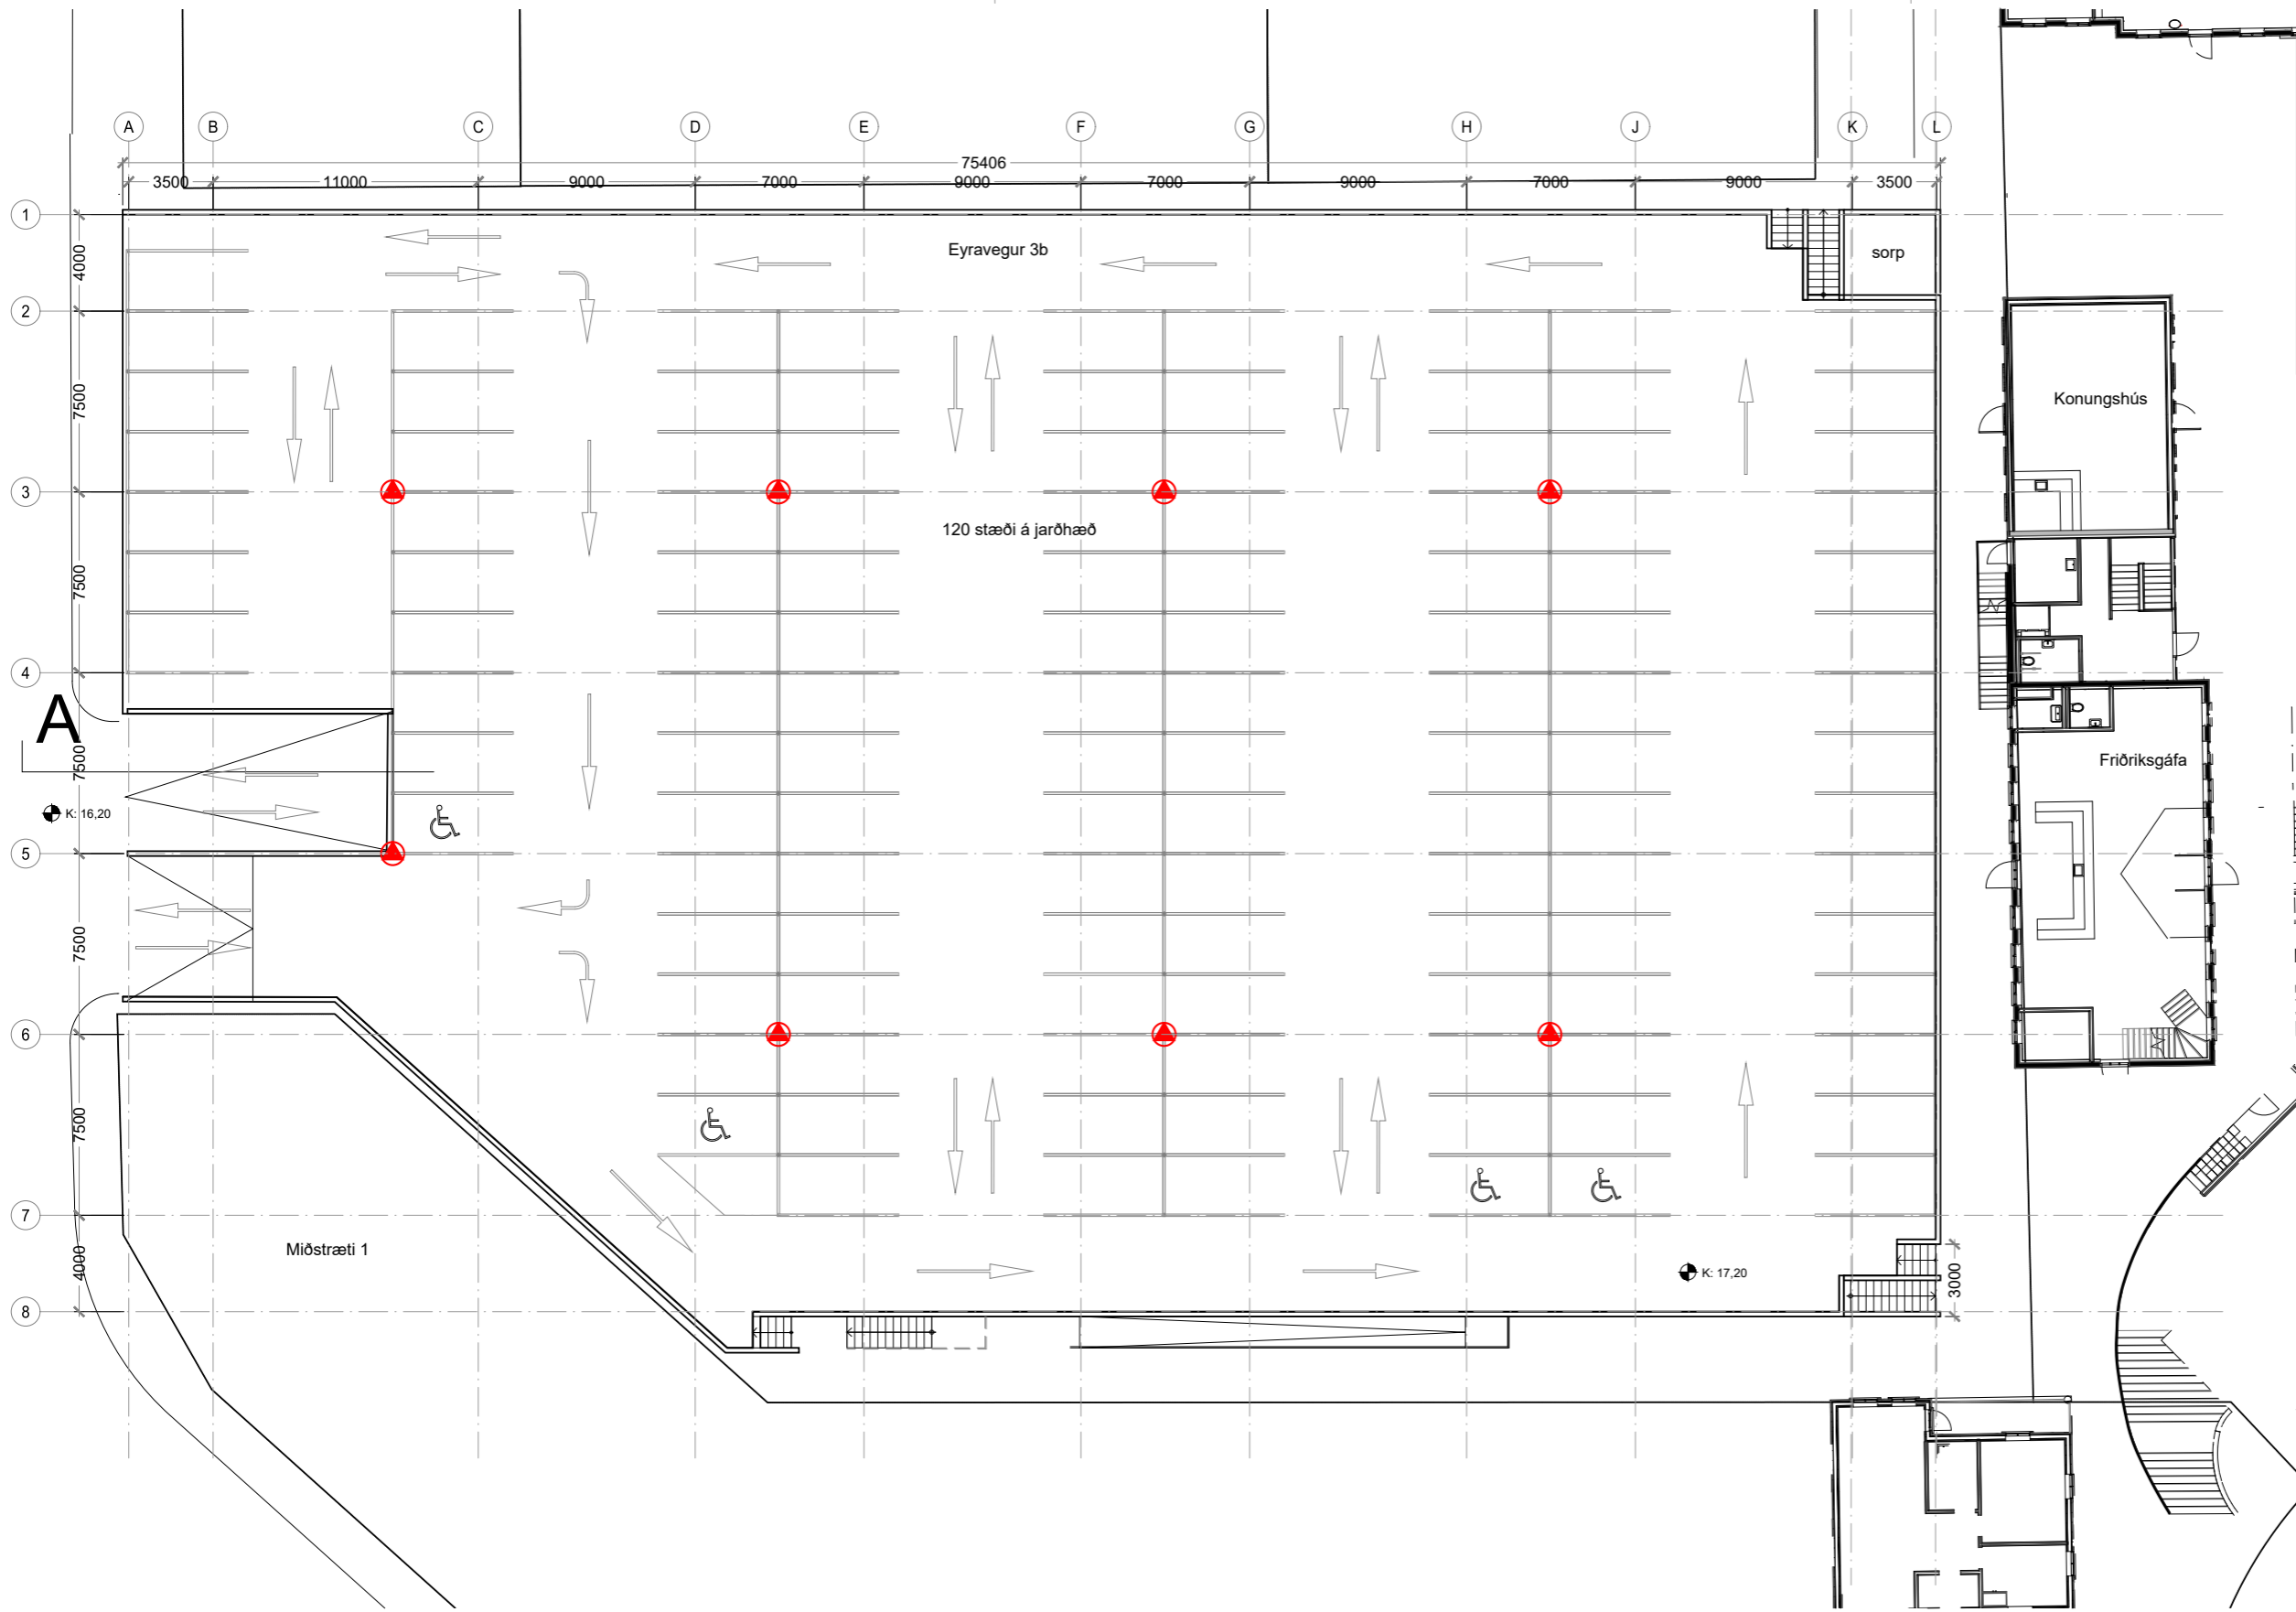 A B C D E F G H J K L
75406
3500 11000 9000 7000 9000 7000 9000 7000 9000 3500
1
4000
Eyravegur 3b
sorp
2
7500
Konungshús
3
120 stæði á jarðhæð
7500
4
A
7500
Friðriksgáfa
K: 16,20
5
7500
6
7500
7
Miðstræti 1
4000
K: 17,20
3000
8